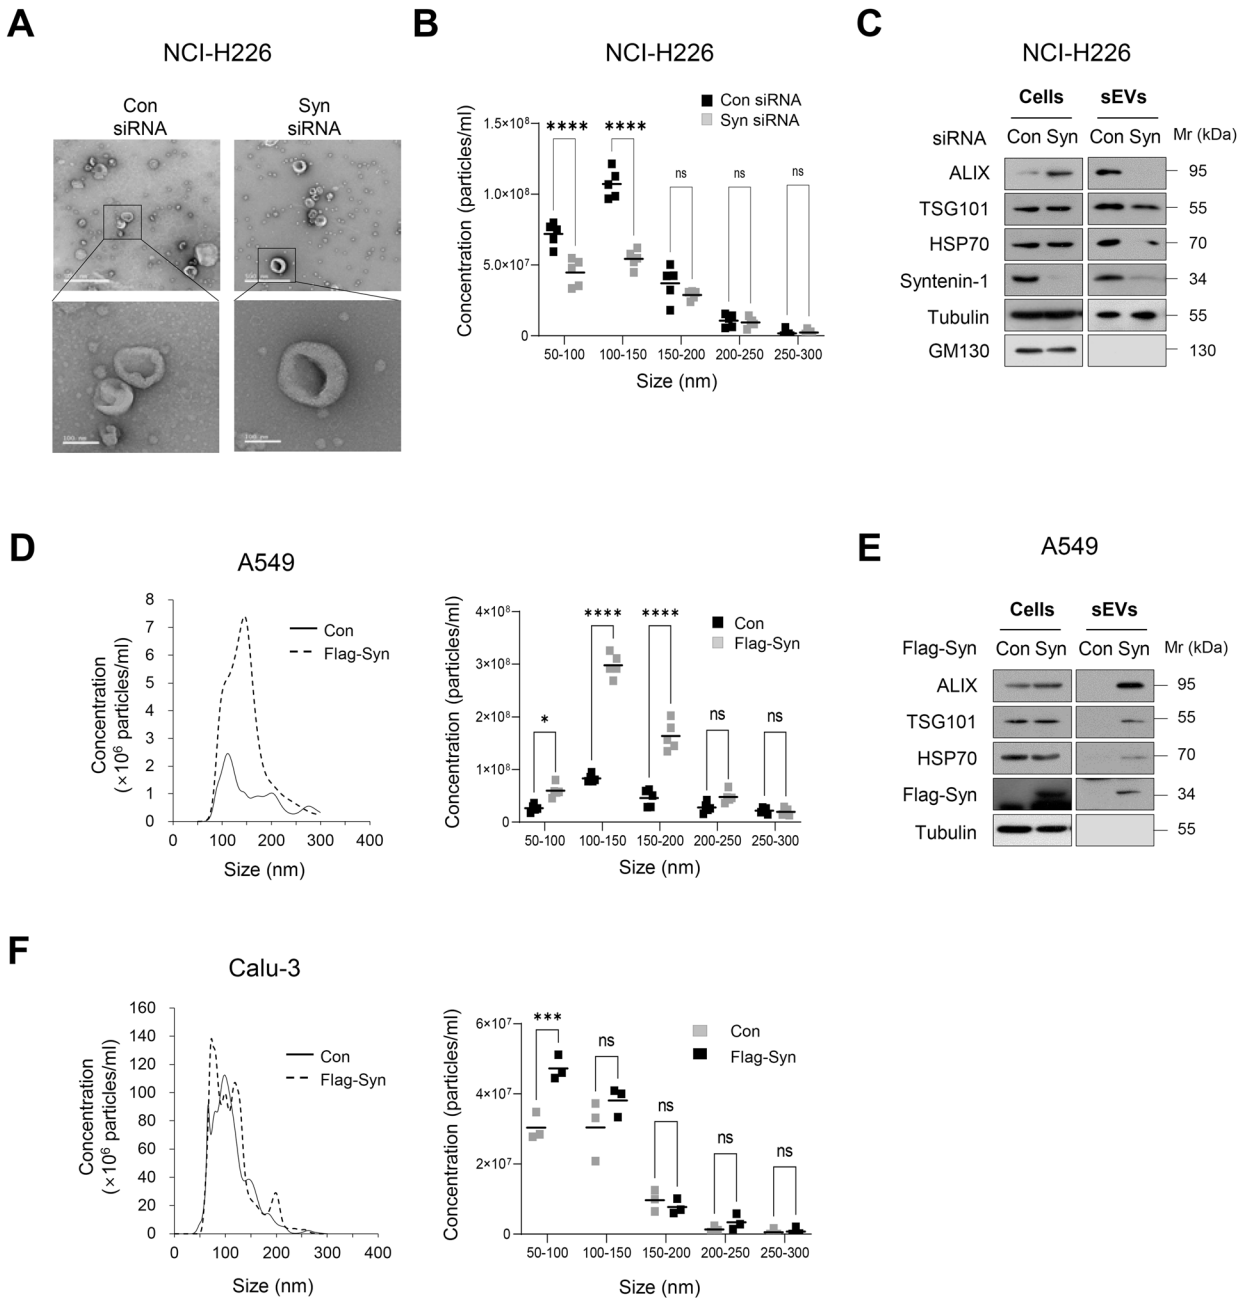 A
NCI-H226
Con
siRNA
Syn
siRNA
100 nm
100 nm
B
NCI-H226
Con siRNA
Syn siRNA
Concentration (particles/ml)
1.5×10⁸
1.0×10⁸
5.0×10⁷
0
**** **** ns ns ns
50-100 100-150 150-200 200-250 250-300
Size (nm)
C
NCI-H226
Cells sEVs
siRNA Con Syn Con Syn Mr (kDa)
ALIX 95
TSG101 55
HSP70 70
Syntenin-1 34
Tubulin 55
GM130 130
D
A549
Concentration
(×10⁶ particles/ml)
8
7
6
5
4
3
2
1
0
Con
Flag-Syn
0 100 200 300 400
Size (nm)
Concentration (particles/ml)
4×10⁸
3×10⁸
2×10⁸
1×10⁸
0
* **** **** ns ns
Con
Flag-Syn
50-100 100-150 150-200 200-250 250-300
Size (nm)
E
A549
Cells sEVs
Flag-Syn Con Syn Con Syn Mr (kDa)
ALIX 95
TSG101 55
HSP70 70
Flag-Syn 34
Tubulin 55
F
Calu-3
Concentration
(×10⁶ particles/ml)
160
140
120
100
80
60
40
20
0
Con
Flag-Syn
0 100 200 300 400
Size (nm)
Concentration (particles/ml)
6×10⁷
4×10⁷
2×10⁷
0
*** ns ns ns ns
Con
Flag-Syn
50-100 100-150 150-200 200-250 250-300
Size (nm)